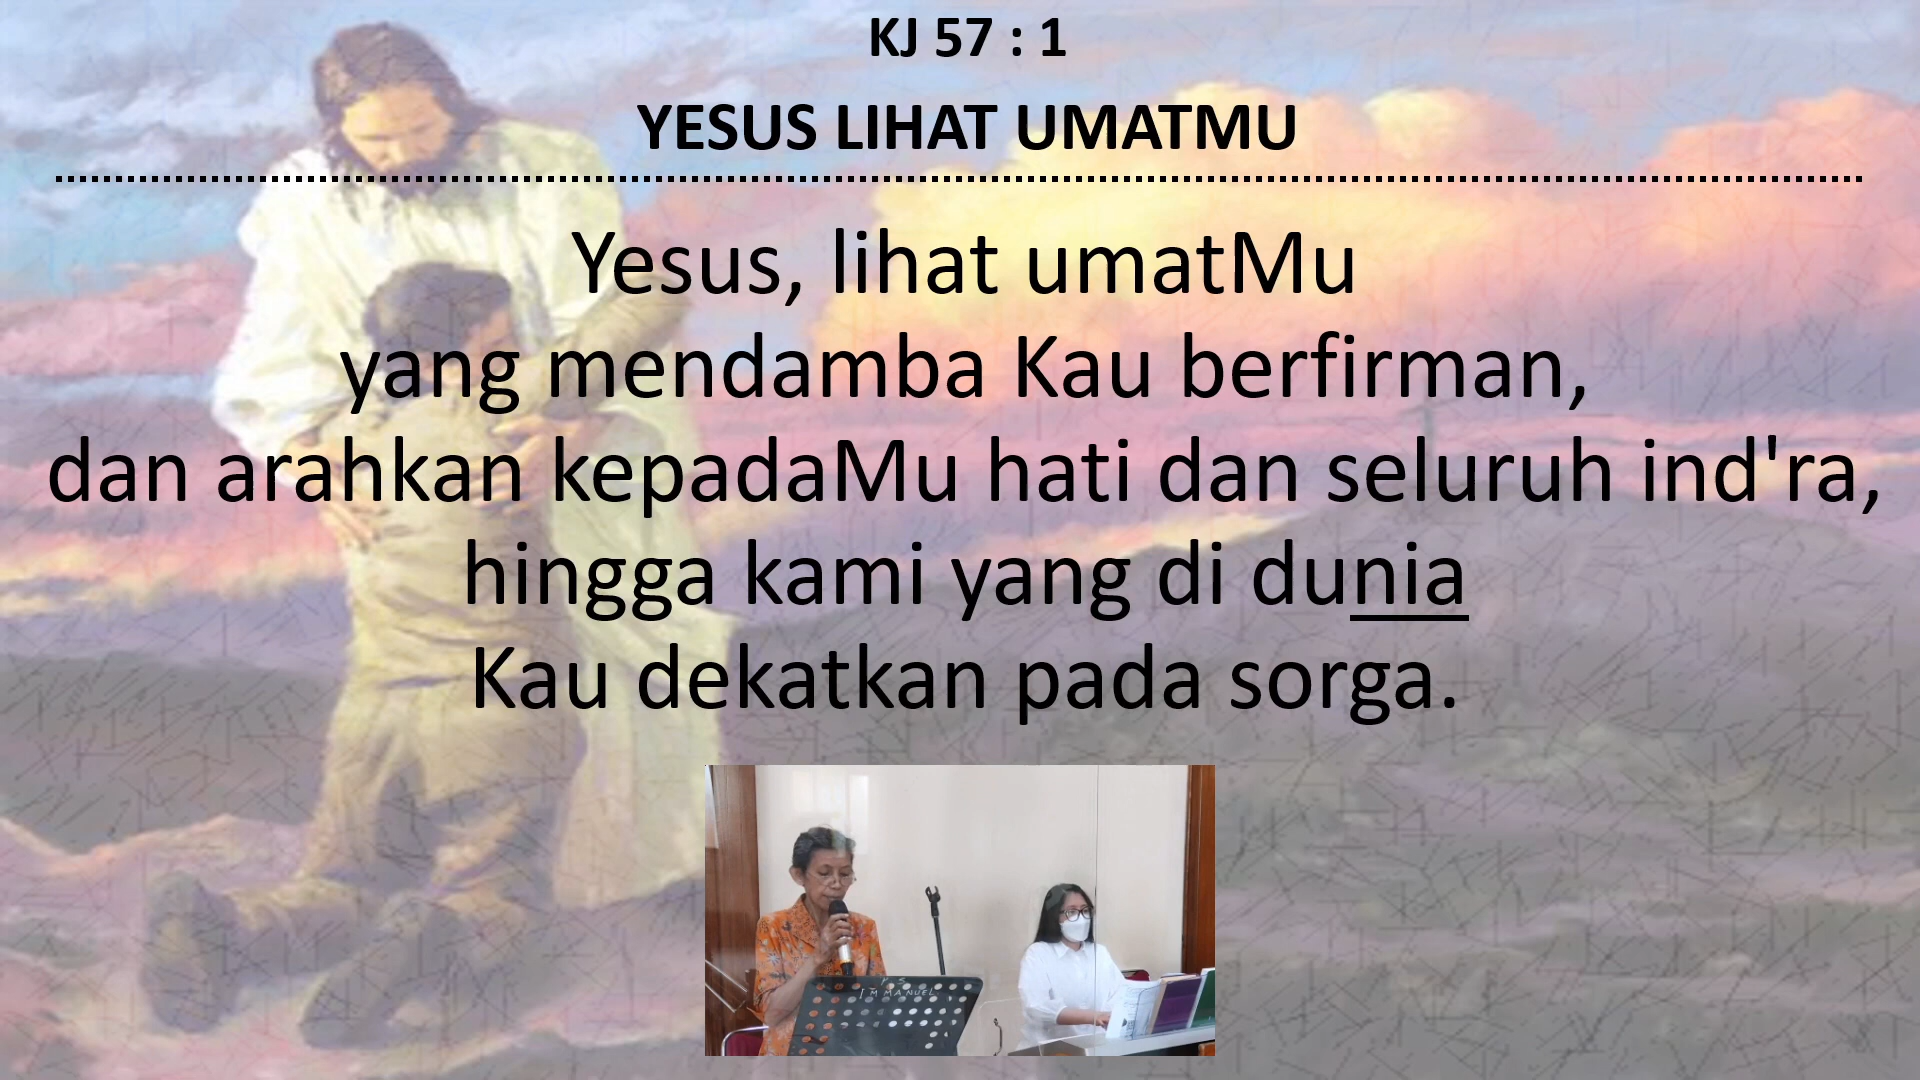 KJ 57 : 1
YESUS LIHAT UMATMU
Yesus, lihat umatMu
yang mendamba Kau berfirman,
dan arahkan kepadaMu hati dan seluruh ind'ra,
hingga kami yang di dunia
Kau dekatkan pada sorga.
IMMANUEL